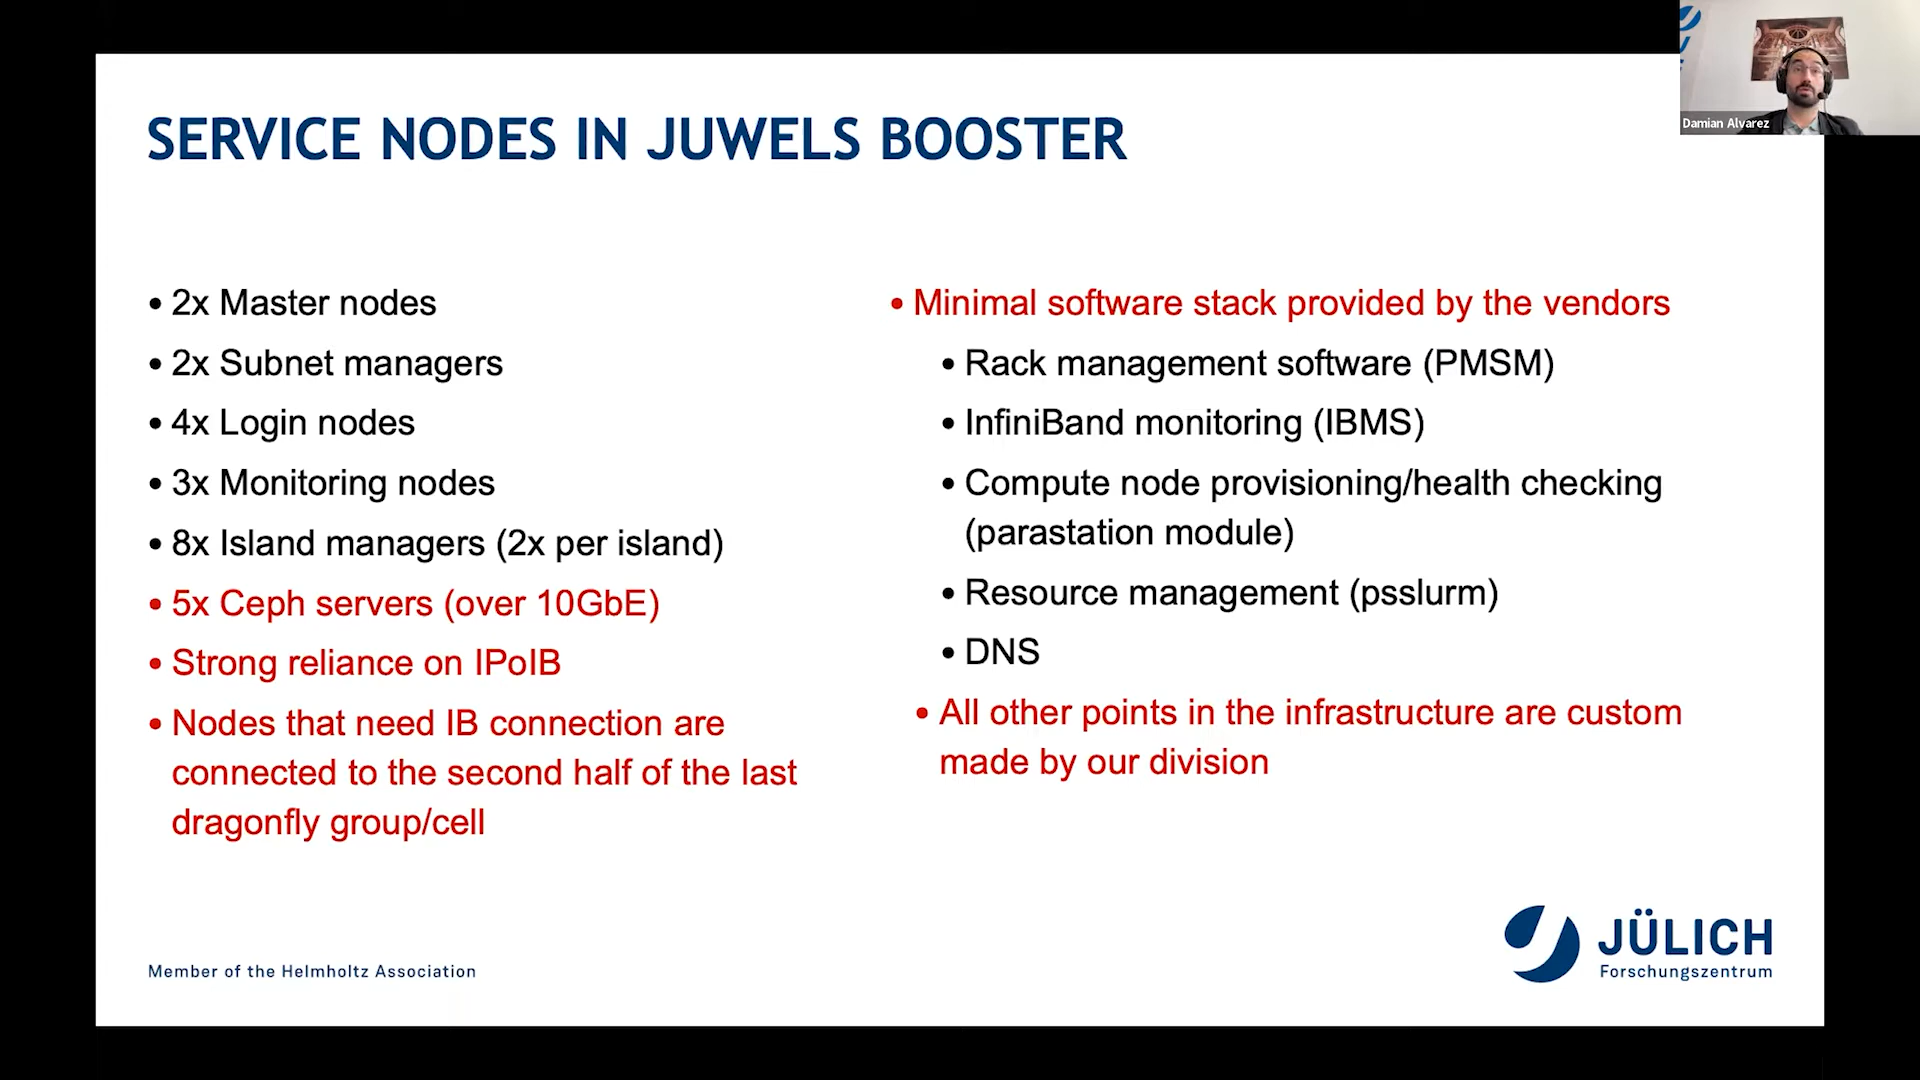 Damian Alvarez
SERVICE NODES IN JUWELS BOOSTER
• 2x Master nodes
• 2x Subnet managers
• 4x Login nodes
• 3x Monitoring nodes
• 8x Island managers (2x per island)
• 5x Ceph servers (over 10GbE)
• Strong reliance on IPoIB
• Nodes that need IB connection are
connected to the second half of the last
dragonfly group/cell
• Minimal software stack provided by the vendors
• Rack management software (PMSM)
• InfiniBand monitoring (IBMS)
• Compute node provisioning/health checking
(parastation module)
• Resource management (psslurm)
• DNS
• All other points in the infrastructure are custom
made by our division
Member of the Helmholtz Association
JÜLICH
Forschungszentrum